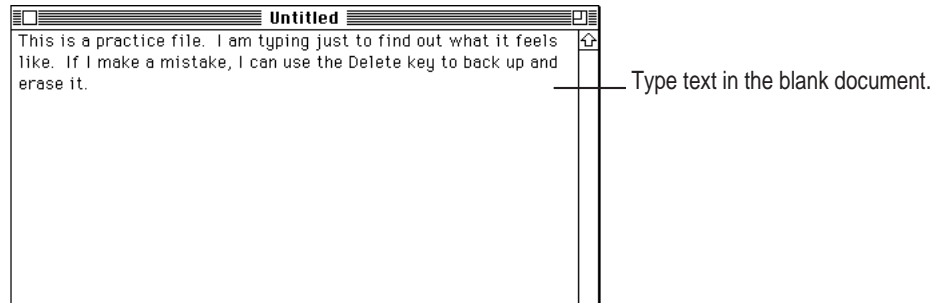 Untitled
This is a practice file.  I am typing just to find out what it feels
like.  If I make a mistake, I can use the Delete key to back up and
erase it.
Type text in the blank document.